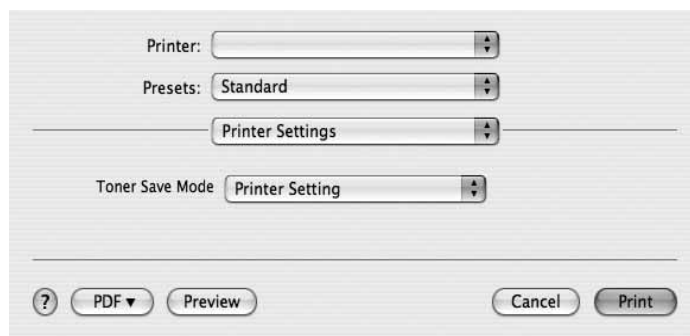 Printer:
Presets: Standard
Printer Settings
Toner Save Mode Printer Setting
? PDF▼ Preview Cancel Print